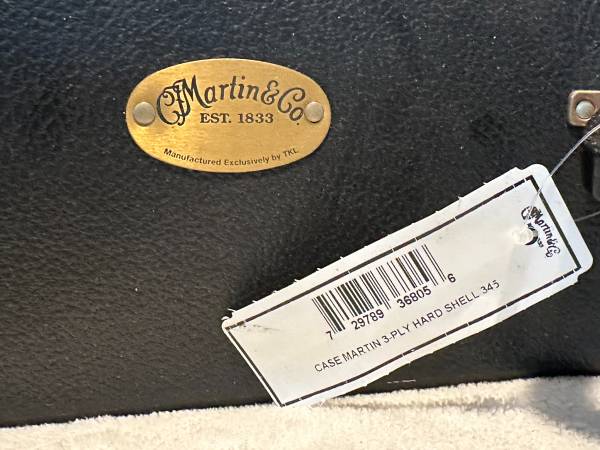 CFMartin & Co.
EST. 1833
Manufactured Exclusively by TKL
Martin
7 29789 36805 6
CASE MARTIN 3-PLY HARD SHELL 345